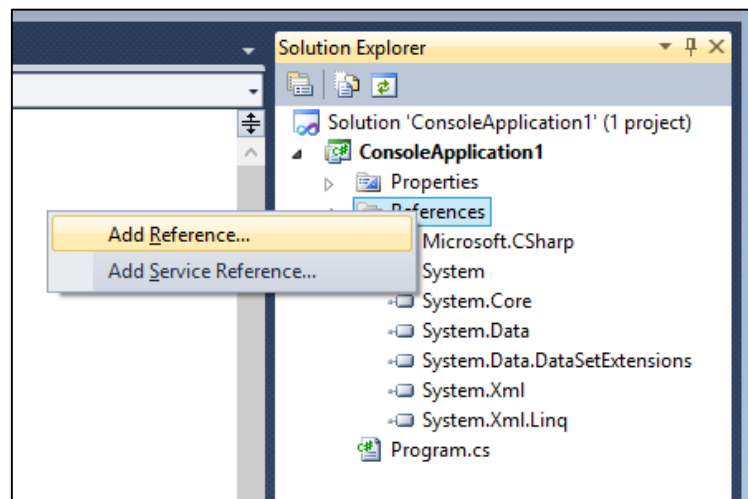 Solution Explorer
Solution 'ConsoleApplication1' (1 project)
ConsoleApplication1
Properties
References
Add Reference...
Microsoft.CSharp
Add Service Reference...
System
System.Core
System.Data
System.Data.DataSetExtensions
System.Xml
System.Xml.Linq
Program.cs